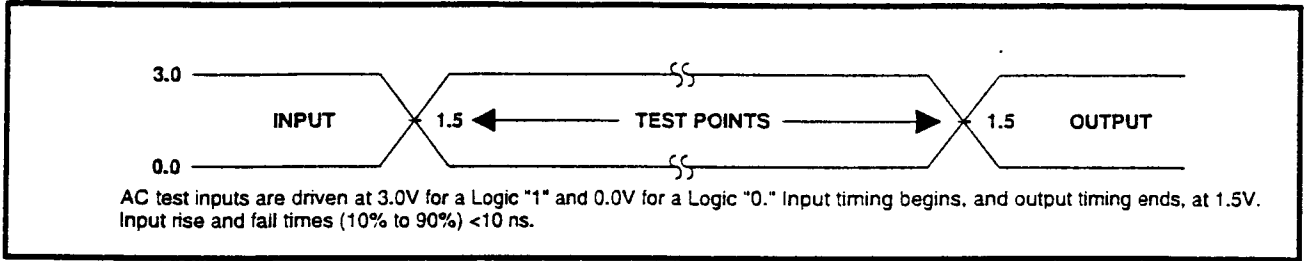 3.0
INPUT 1.5 TEST POINTS 1.5 OUTPUT
0.0
AC test inputs are driven at 3.0V for a Logic "1" and 0.0V for a Logic "0." Input timing begins, and output timing ends, at 1.5V.
Input rise and fall times (10% to 90%) <10 ns.